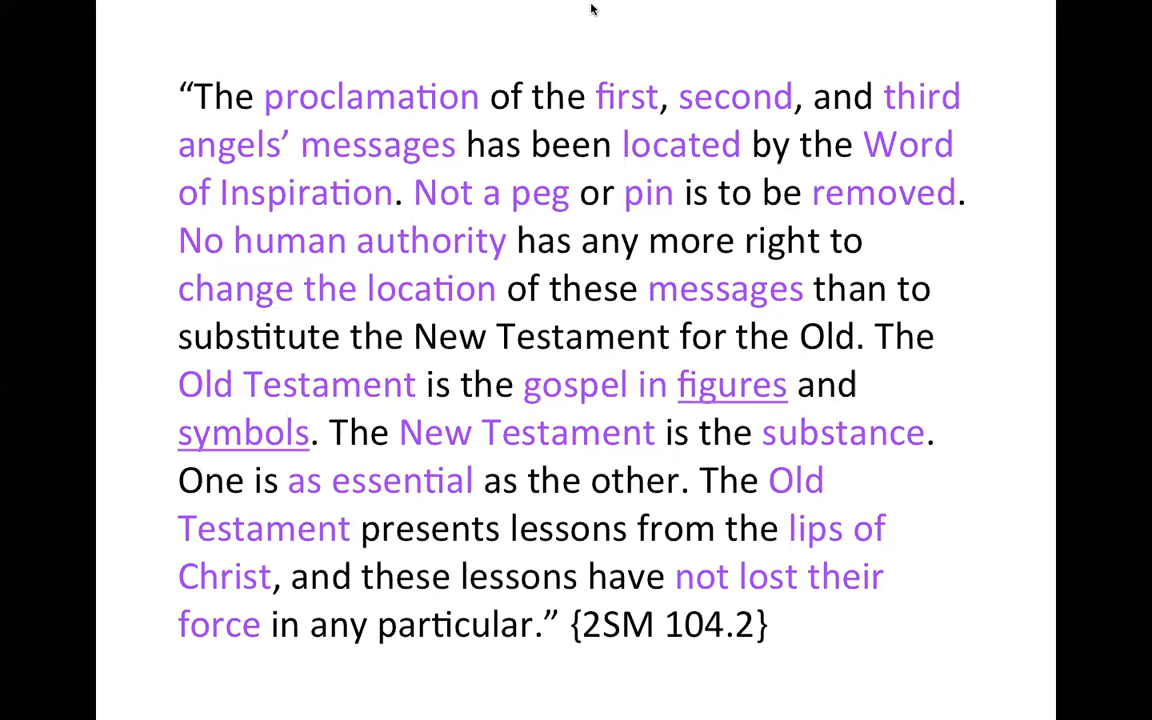 “The proclamation of the first, second, and third
angels’ messages has been located by the Word
of Inspiration. Not a peg or pin is to be removed.
No human authority has any more right to
change the location of these messages than to
substitute the New Testament for the Old. The
Old Testament is the gospel in figures and
symbols. The New Testament is the substance.
One is as essential as the other. The Old
Testament presents lessons from the lips of
Christ, and these lessons have not lost their
force in any particular.” {2SM 104.2}